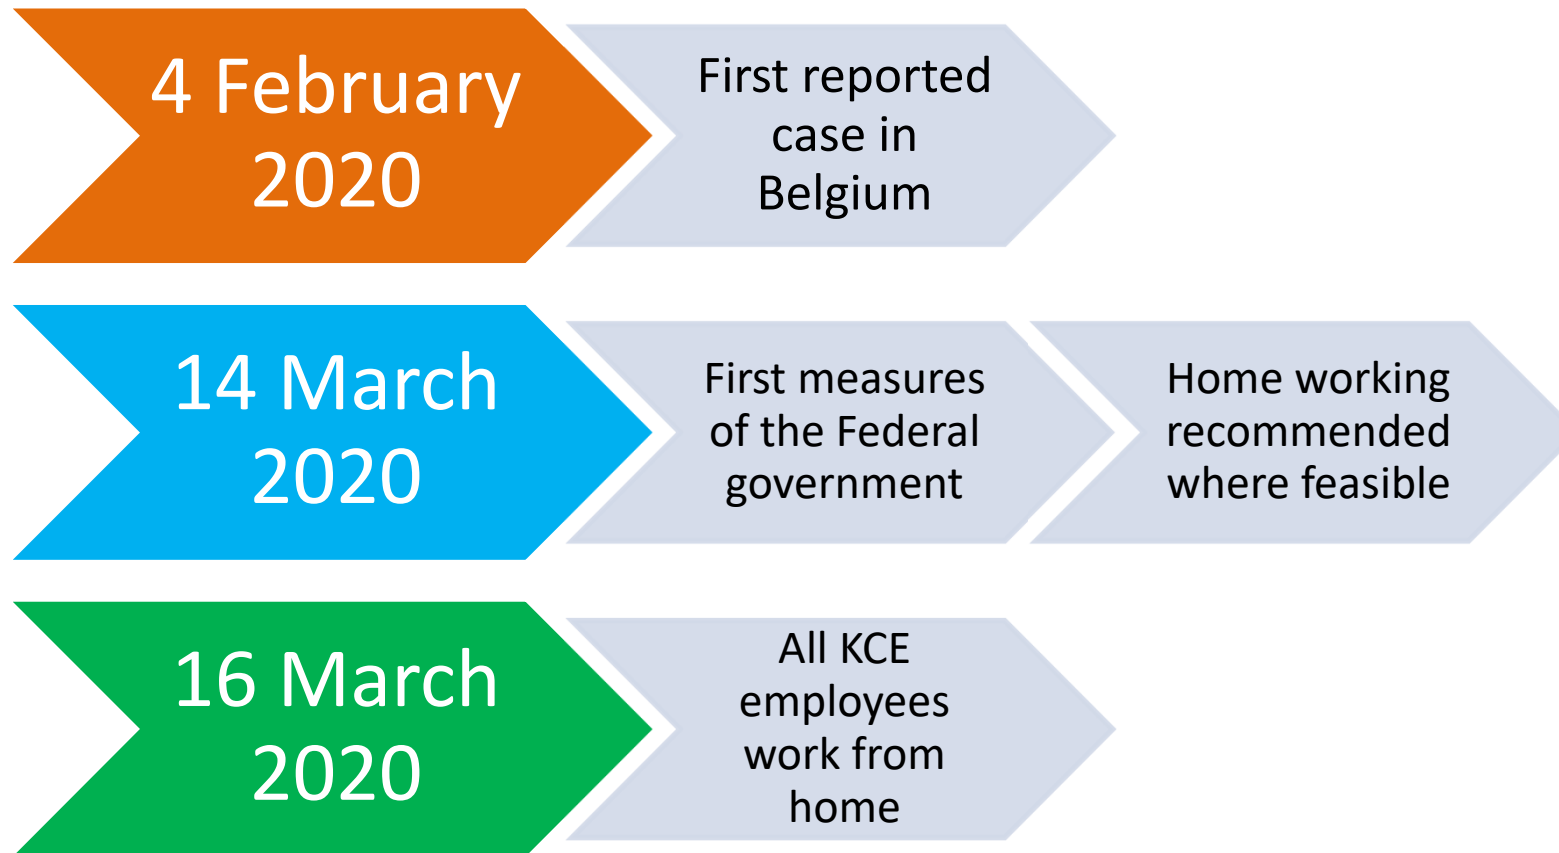 4 February
2020
First reported
case in
Belgium
14 March
2020
First measures
of the Federal
government
Home working
recommended
where feasible
16 March
2020
All KCE
employees
work from
home